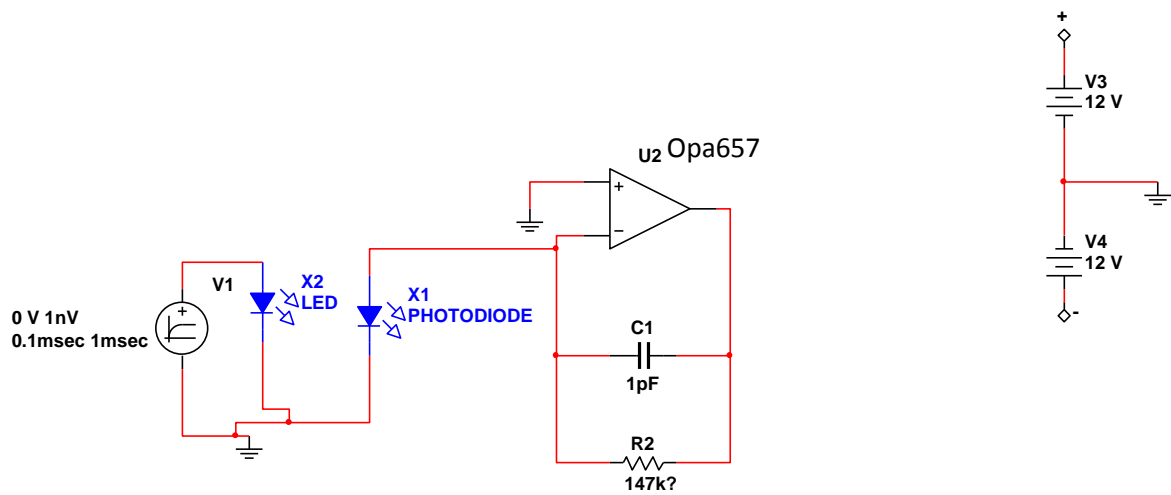 +
V3
12 V
U2 Opa657
+
−
V4
12 V
-
V1
+
X2
LED
X1
PHOTODIODE
0 V 1nV
0.1msec 1msec
C1
1pF
R2
147k?